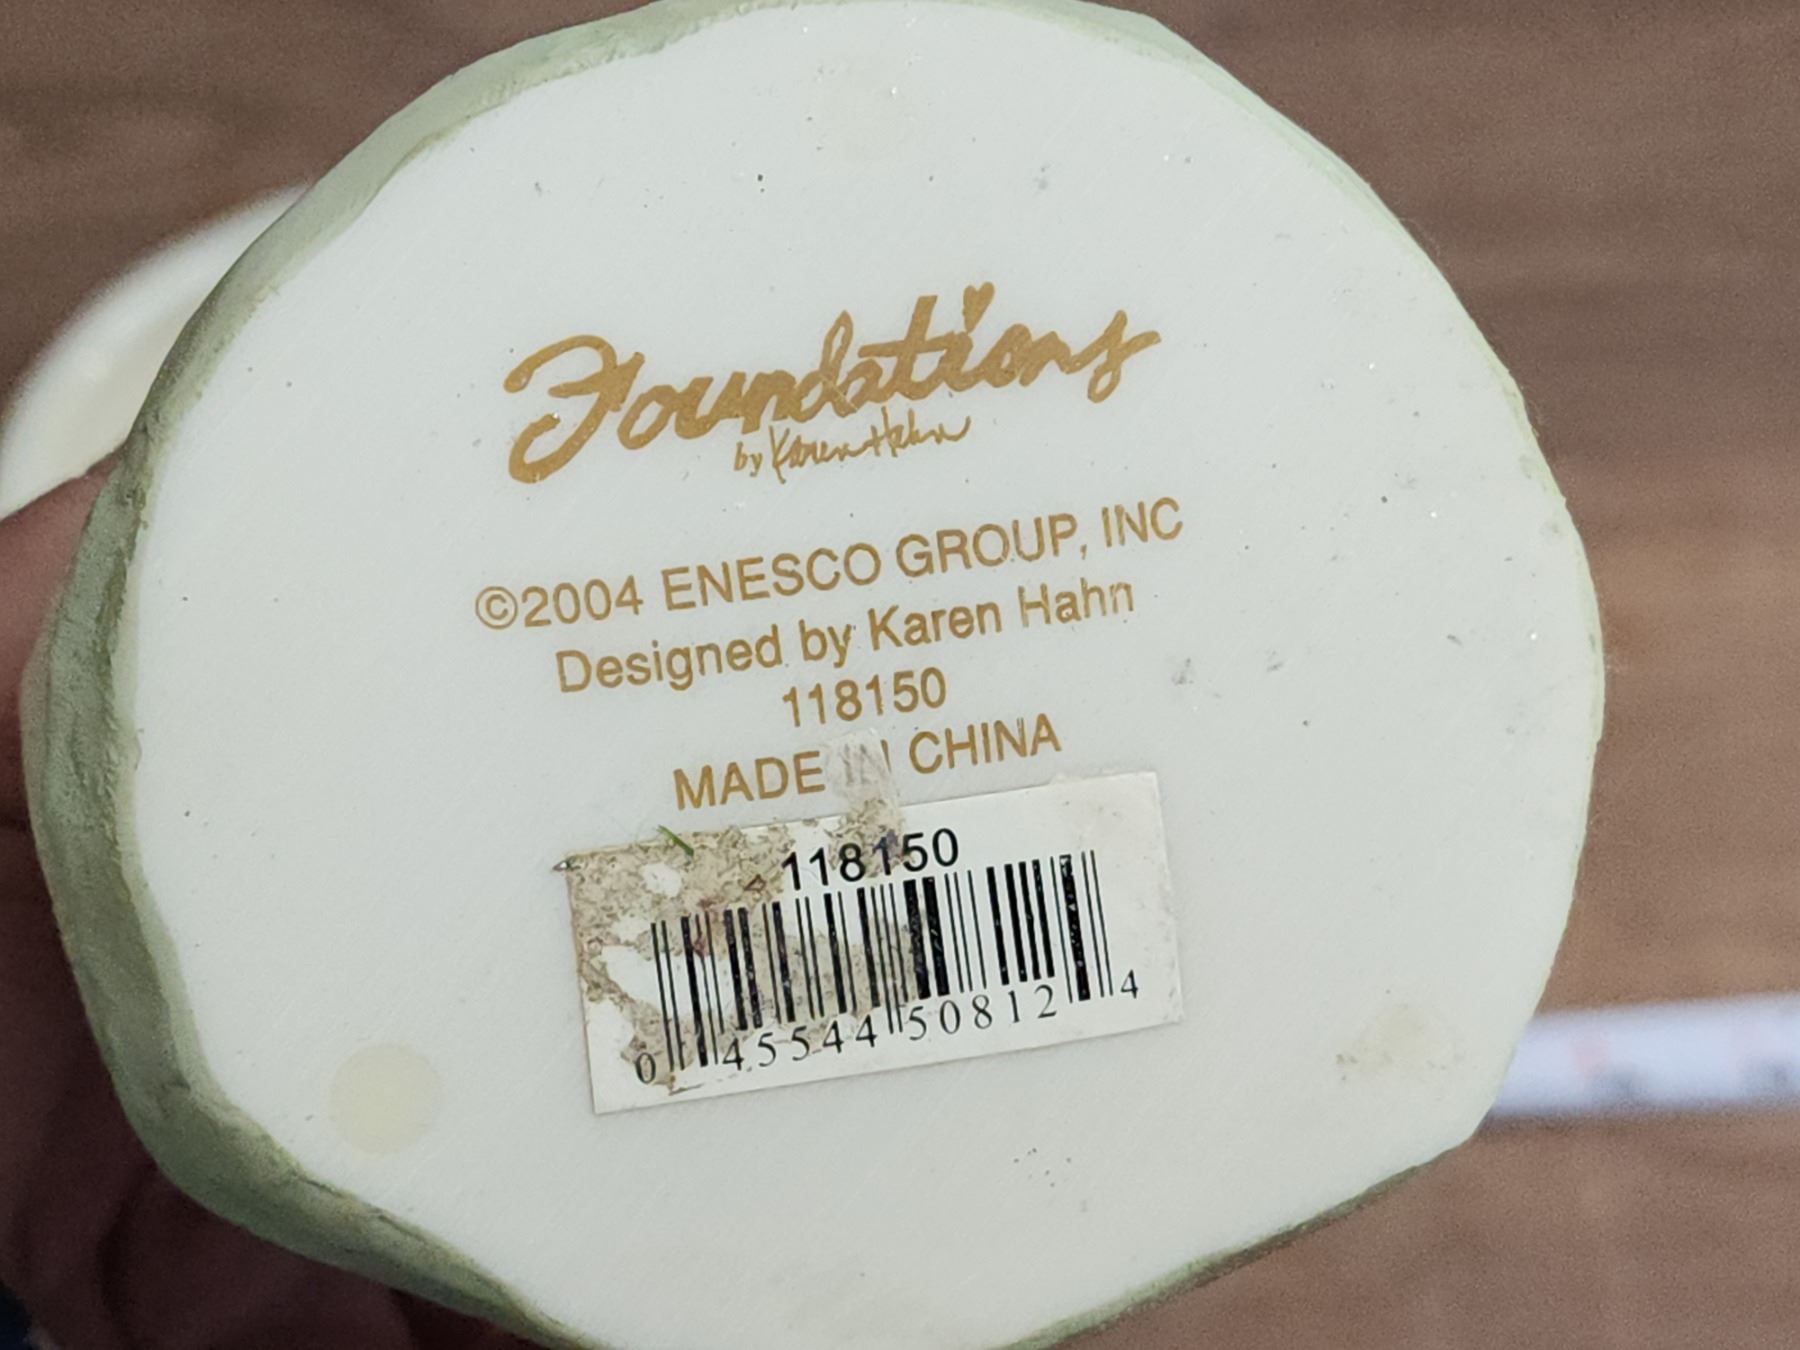 Foundations
by Karen Hahn
©2004 ENESCO GROUP, INC
Designed by Karen Hahn
118150
MADE IN CHINA
118150
0 45544 50812 4